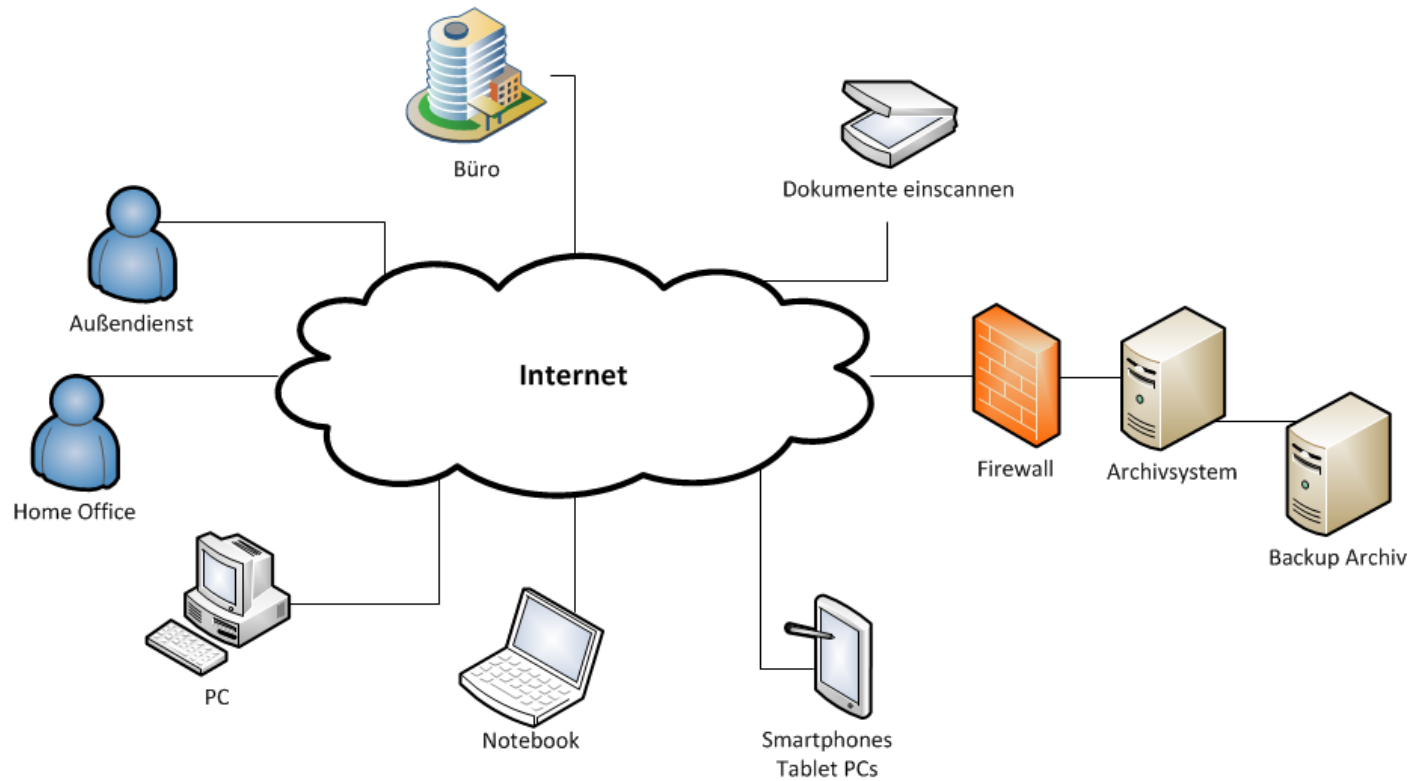 Büro
Dokumente einscannen
Außendienst
Internet
Firewall
Archivsystem
Home Office
Backup Archiv
PC
Notebook
Smartphones
Tablet PCs